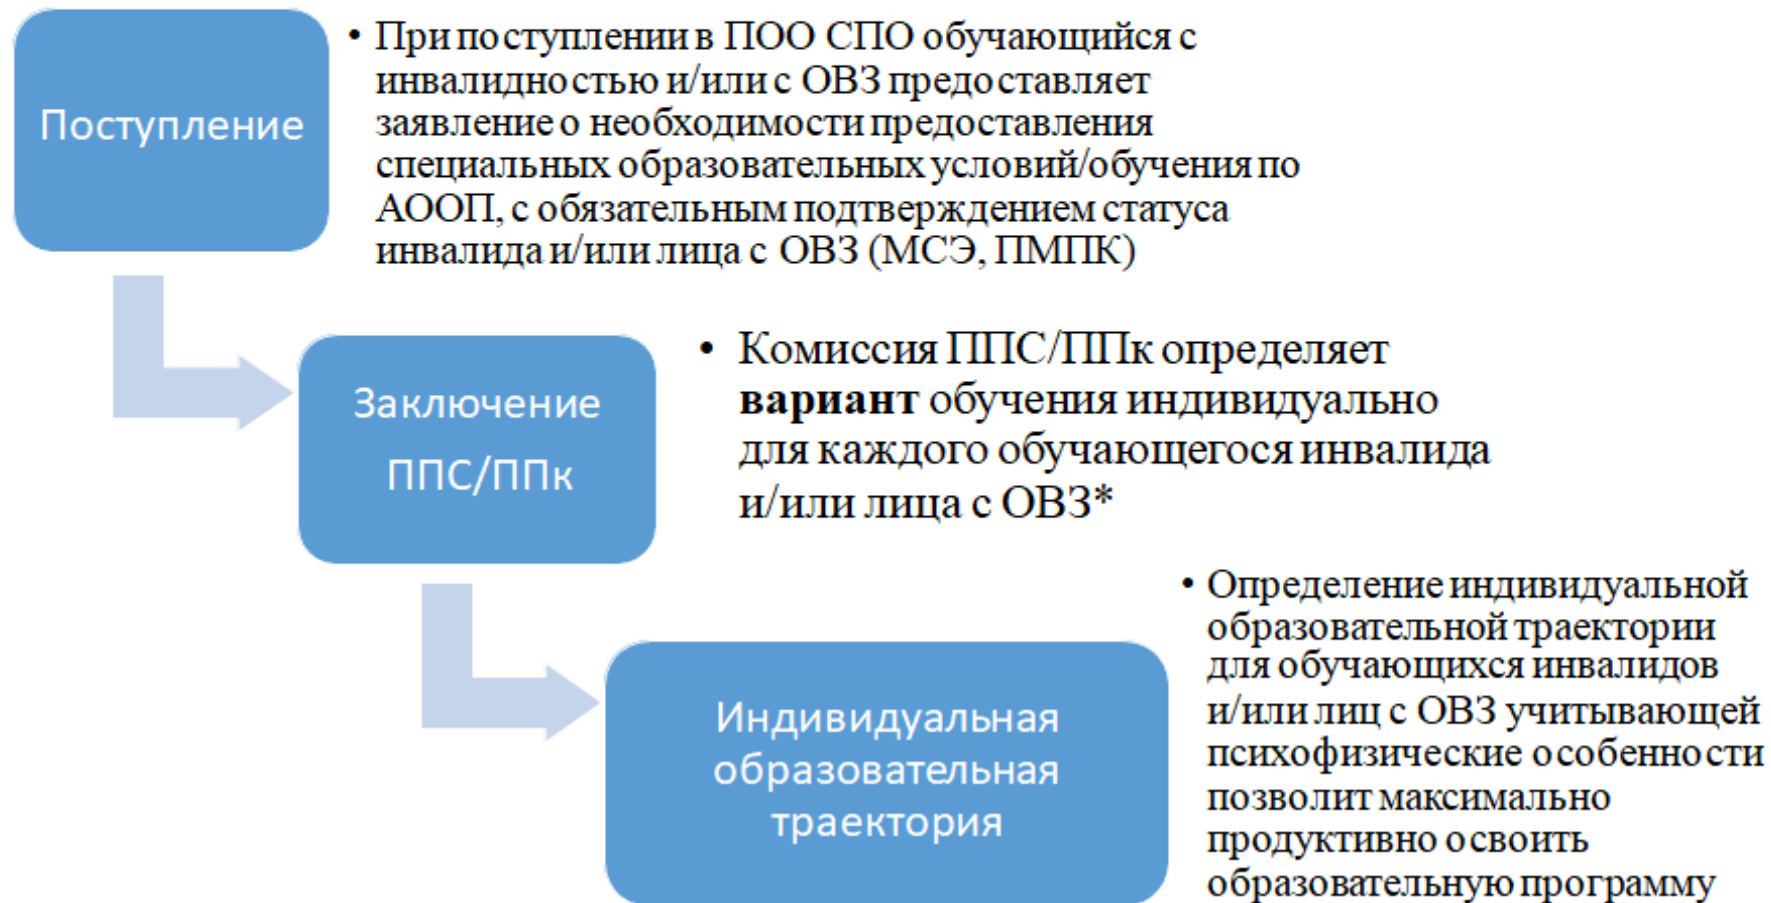 Поступление
• При поступлении в ПОО СПО обучающийся с
инвалидностью и/или с ОВЗ предоставляет
заявление о необходимости предоставления
специальных образовательных условий/обучения по
АООП, с обязательным подтверждением статуса
инвалида и/или лица с ОВЗ (МСЭ, ПМПК)
Заключение
ППС/ППк
• Комиссия ППС/ППк определяет
вариант обучения индивидуально
для каждого обучающегося инвалида
и/или лица с ОВЗ*
Индивидуальная
образовательная
траектория
• Определение индивидуальной
образовательной траектории
для обучающихся инвалидов
и/или лиц с ОВЗ учитывающей
психофизические особенности
позволит максимально
продуктивно освоить
образовательную программу